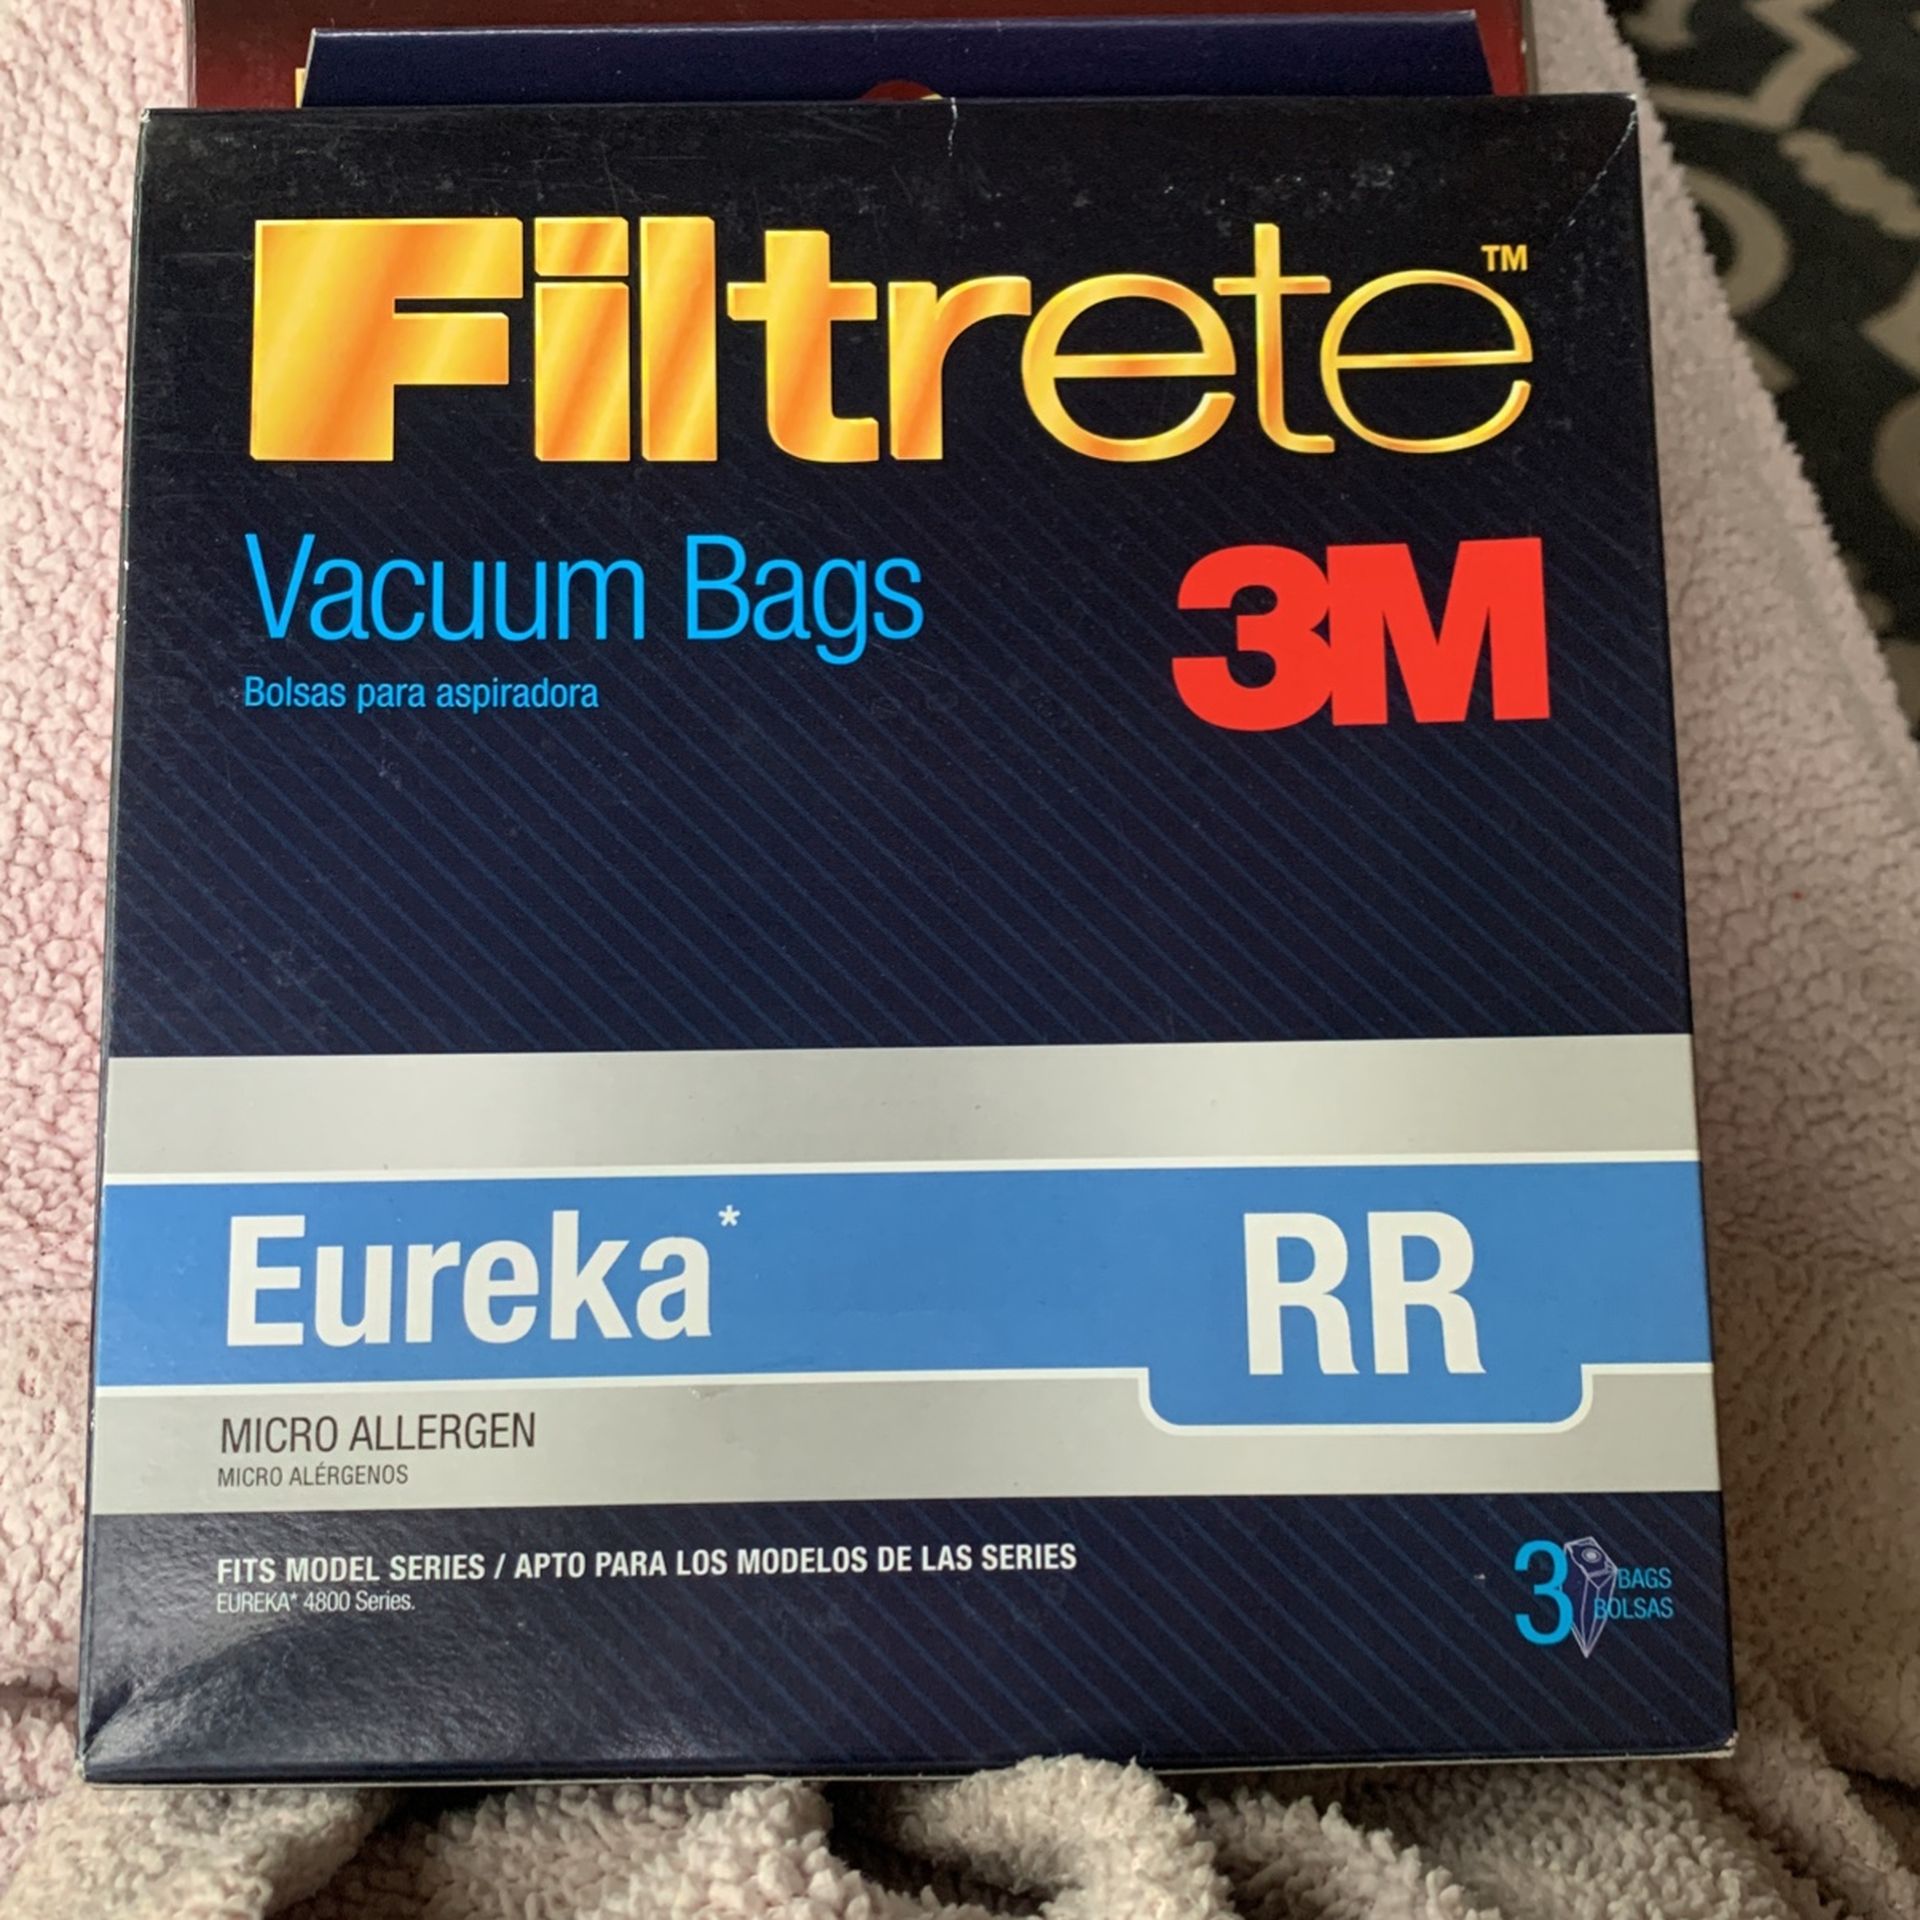 Filtrete™
Vacuum Bags
Bolsas para aspiradora
3M
Eureka*
RR
MICRO ALLERGEN
MICRO ALÉRGENOS
FITS MODEL SERIES / APTO PARA LOS MODELOS DE LAS SERIES
EUREKA* 4800 Series.
3 BAGS
BOLSAS